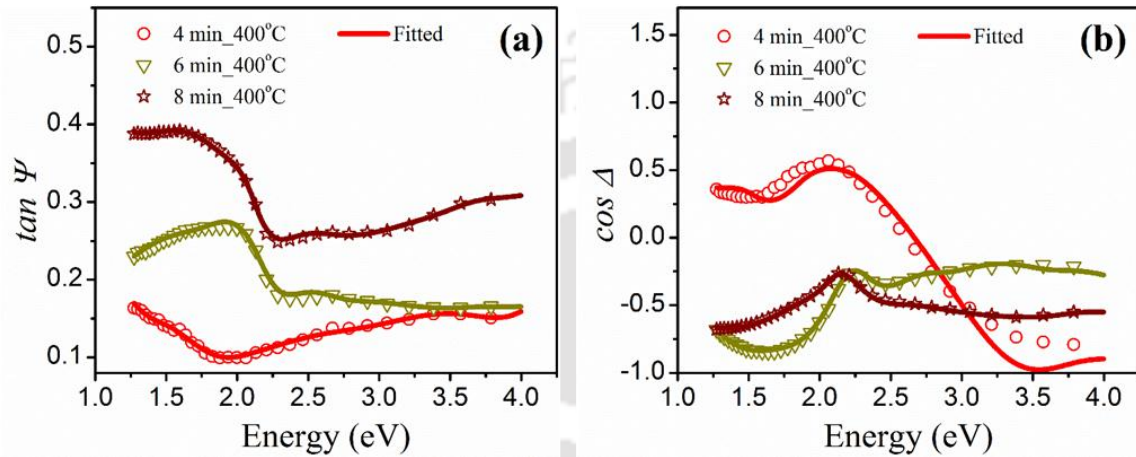 (a)
4 min_400°C
Fitted
6 min_400°C
8 min_400°C
0.5
0.4
0.3
0.2
0.1
tan Ψ
1.0 1.5 2.0 2.5 3.0 3.5 4.0
Energy (eV)
(b)
4 min_400°C
Fitted
6 min_400°C
8 min_400°C
1.5
1.0
0.5
0.0
-0.5
-1.0
cos Δ
1.0 1.5 2.0 2.5 3.0 3.5 4.0
Energy (eV)